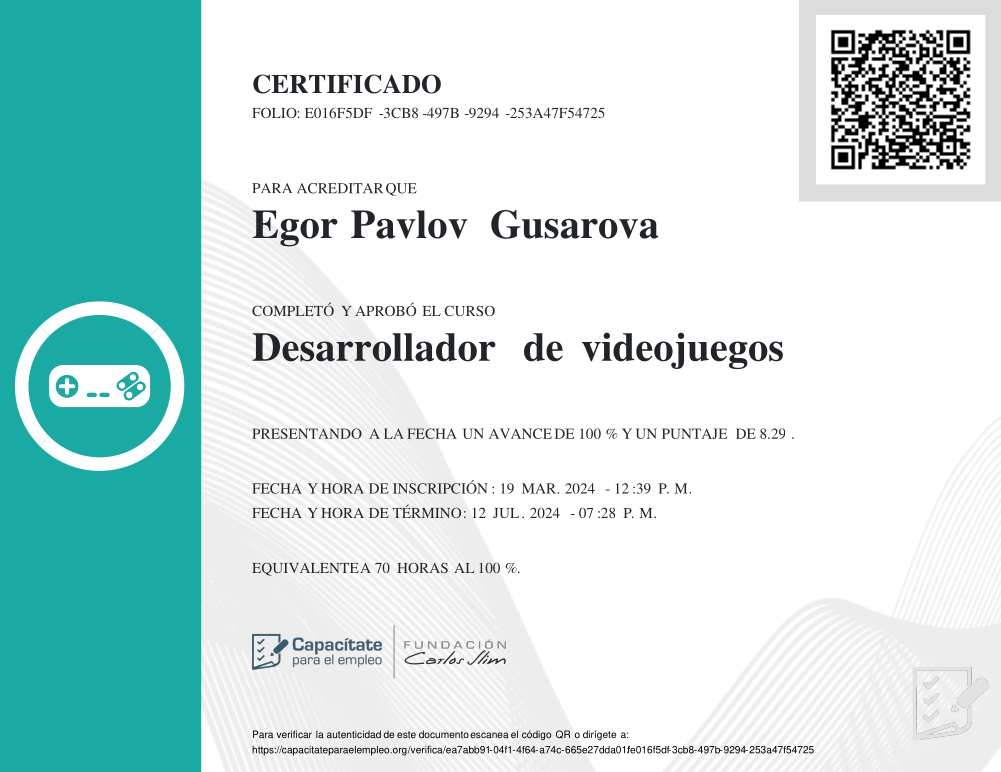 CERTIFICADO
FOLIO: E016F5DF -3CB8 -497B -9294 -253A47F54725
PARA ACREDITAR QUE
Egor Pavlov Gusarova
COMPLETÓ Y APROBÓ EL CURSO
Desarrollador de videojuegos
PRESENTANDO A LA FECHA UN AVANCE DE 100 % Y UN PUNTAJE DE 8.29 .
FECHA Y HORA DE INSCRIPCIÓN : 19 MAR. 2024 - 12 :39 P. M.
FECHA Y HORA DE TÉRMINO: 12 JUL. 2024 - 07 :28 P. M.
EQUIVALENTE A 70 HORAS AL 100 %.
Capacítate
para el empleo
FUNDACIÓN
Carlos Slim
Para verificar la autenticidad de este documento escanea el código QR o dirígete a:
https://capacitateparaelempleo.org/verifica/ea7abb91-04f1-4f64-a74c-665e27dda01fe016f5df-3cb8-497b-9294-253a47f54725